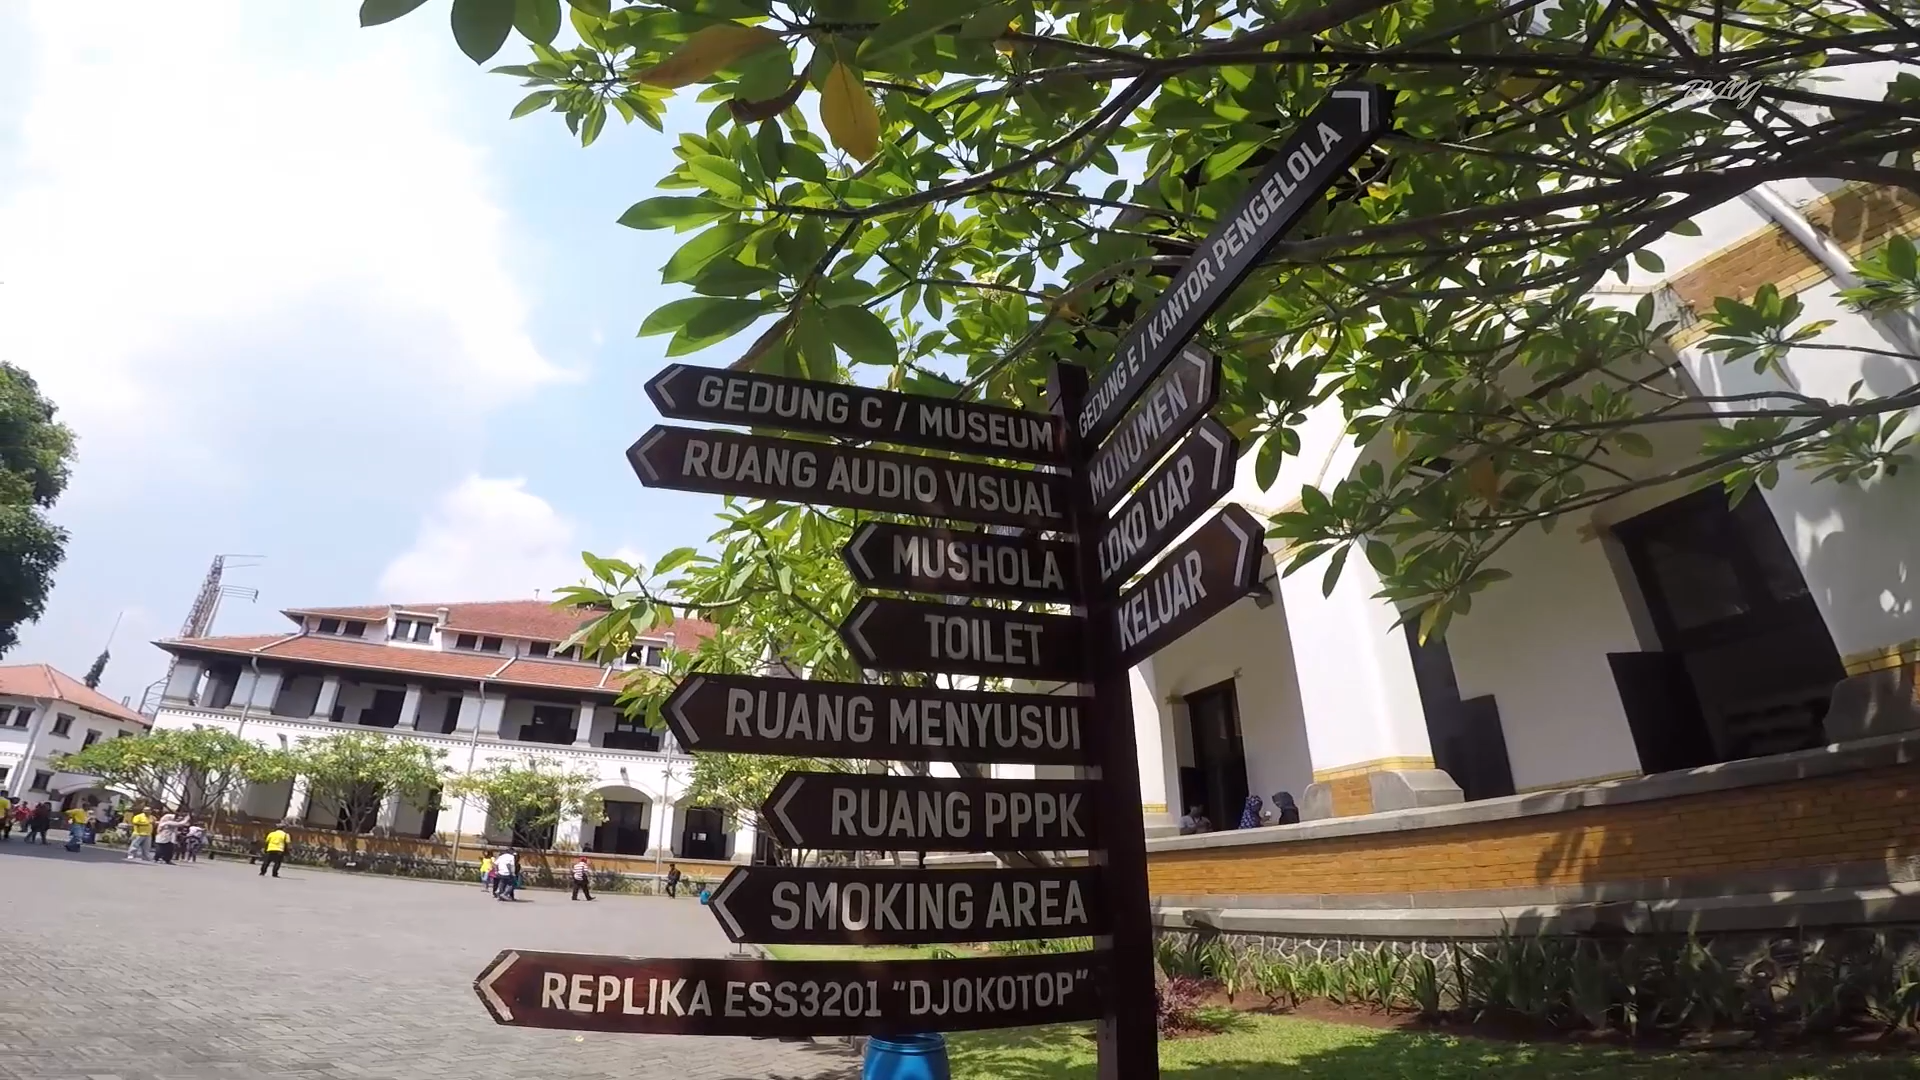 GEDUNG C / MUSEUM
RUANG AUDIO VISUAL
MUSHOLA
TOILET
RUANG MENYUSUI
RUANG PPPK
SMOKING AREA
REPLIKA ESS3201 “DJOKOTOP”
GEDUNG E / KANTOR PENGELOLA
MONUMEN
LOKO UAP
KELUAR